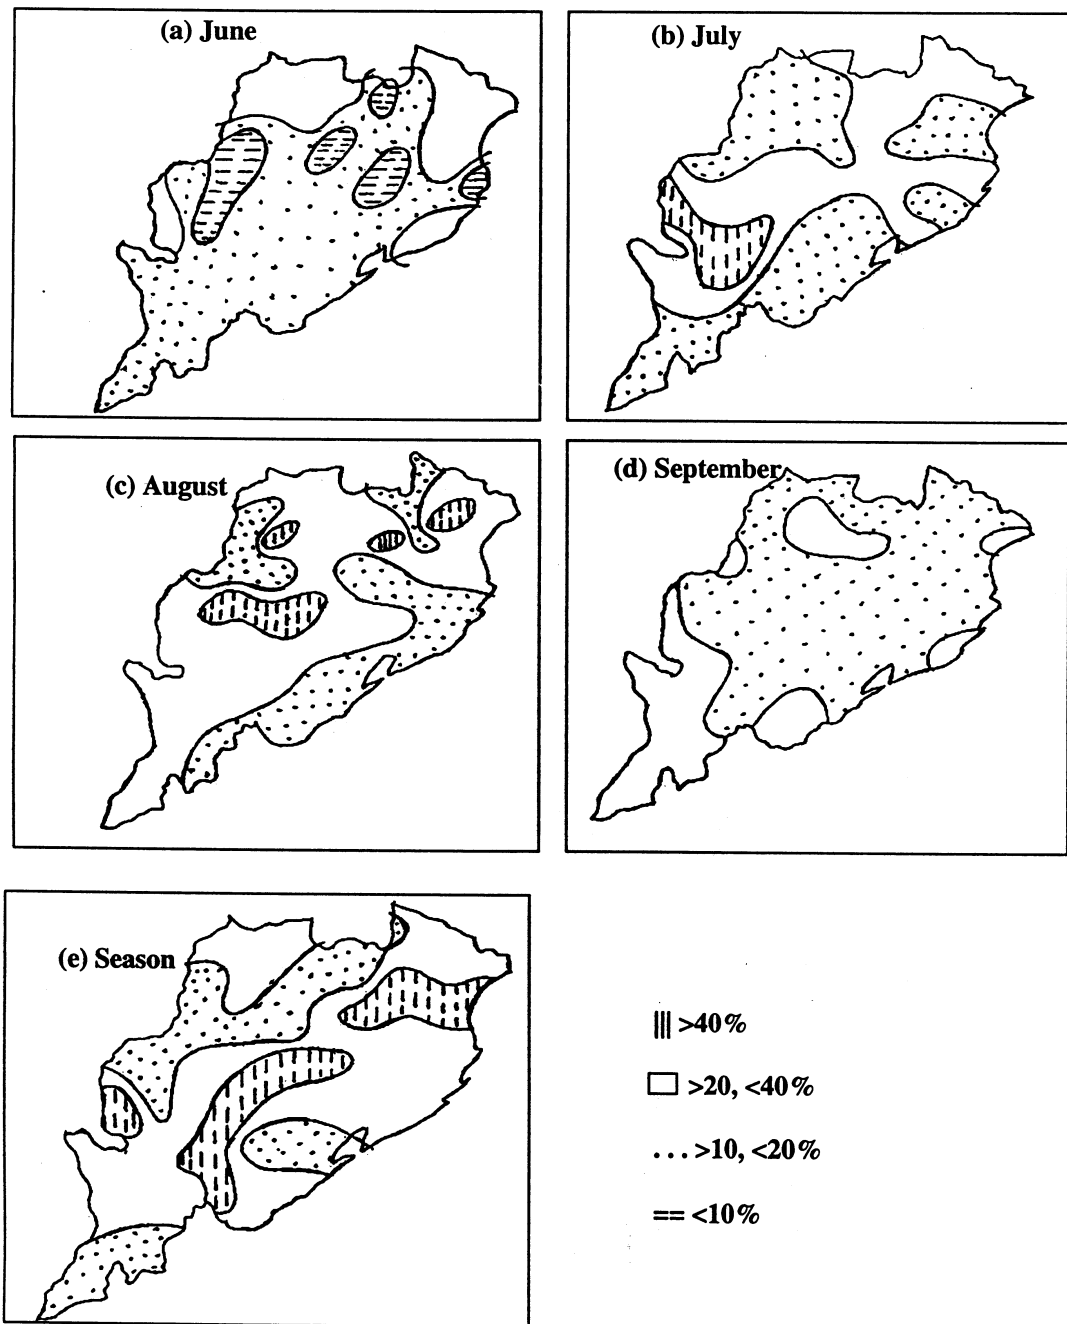 (a) June
(b) July
(c) August
(d) September
(e) Season
>40%
>20, <40%
. . . >10, <20%
== <10%